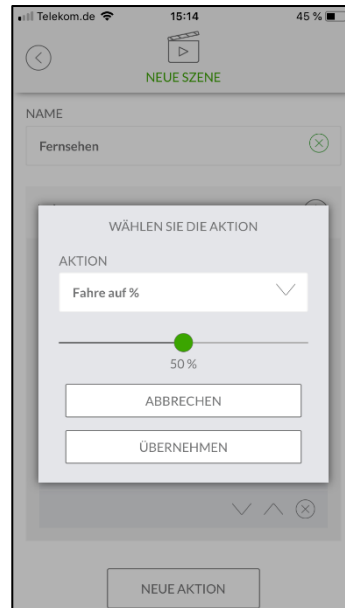 Telekom.de 15:14 45 %
NEUE SZENE
NAME
Fernsehen
WÄHLEN SIE DIE AKTION
AKTION
Fahre auf %
50 %
ABBRECHEN
ÜBERNEHMEN
NEUE AKTION